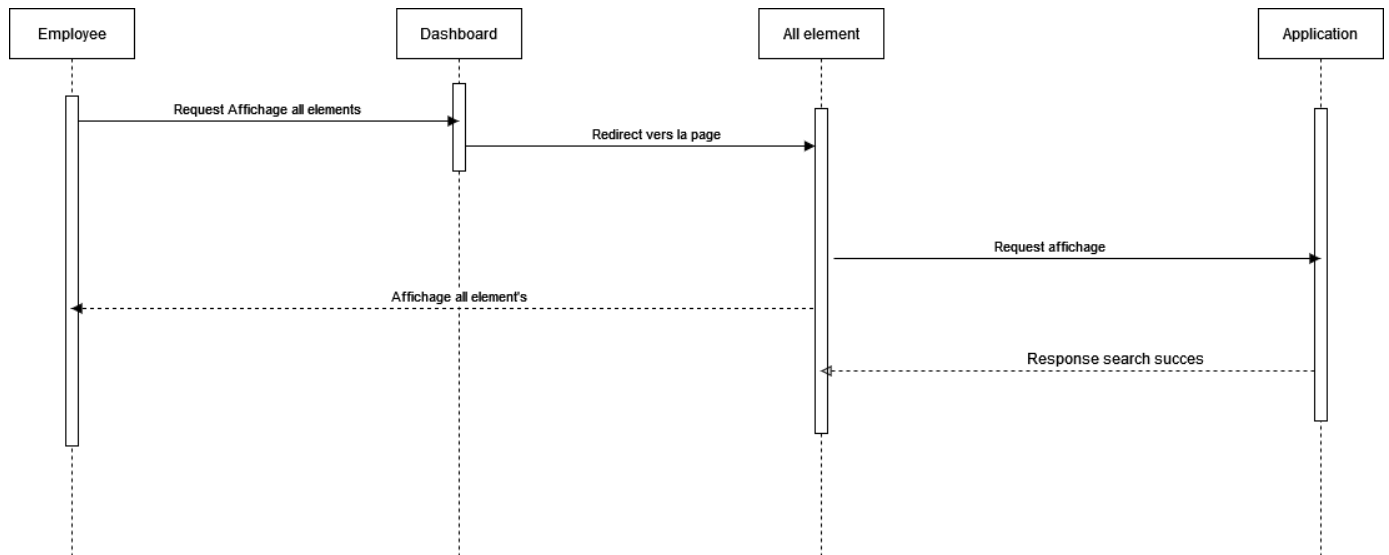 Employee
Dashboard
All element
Application
Request Affichage all elements
Redirect vers la page
Request affichage
Affichage all element's
Response search succes